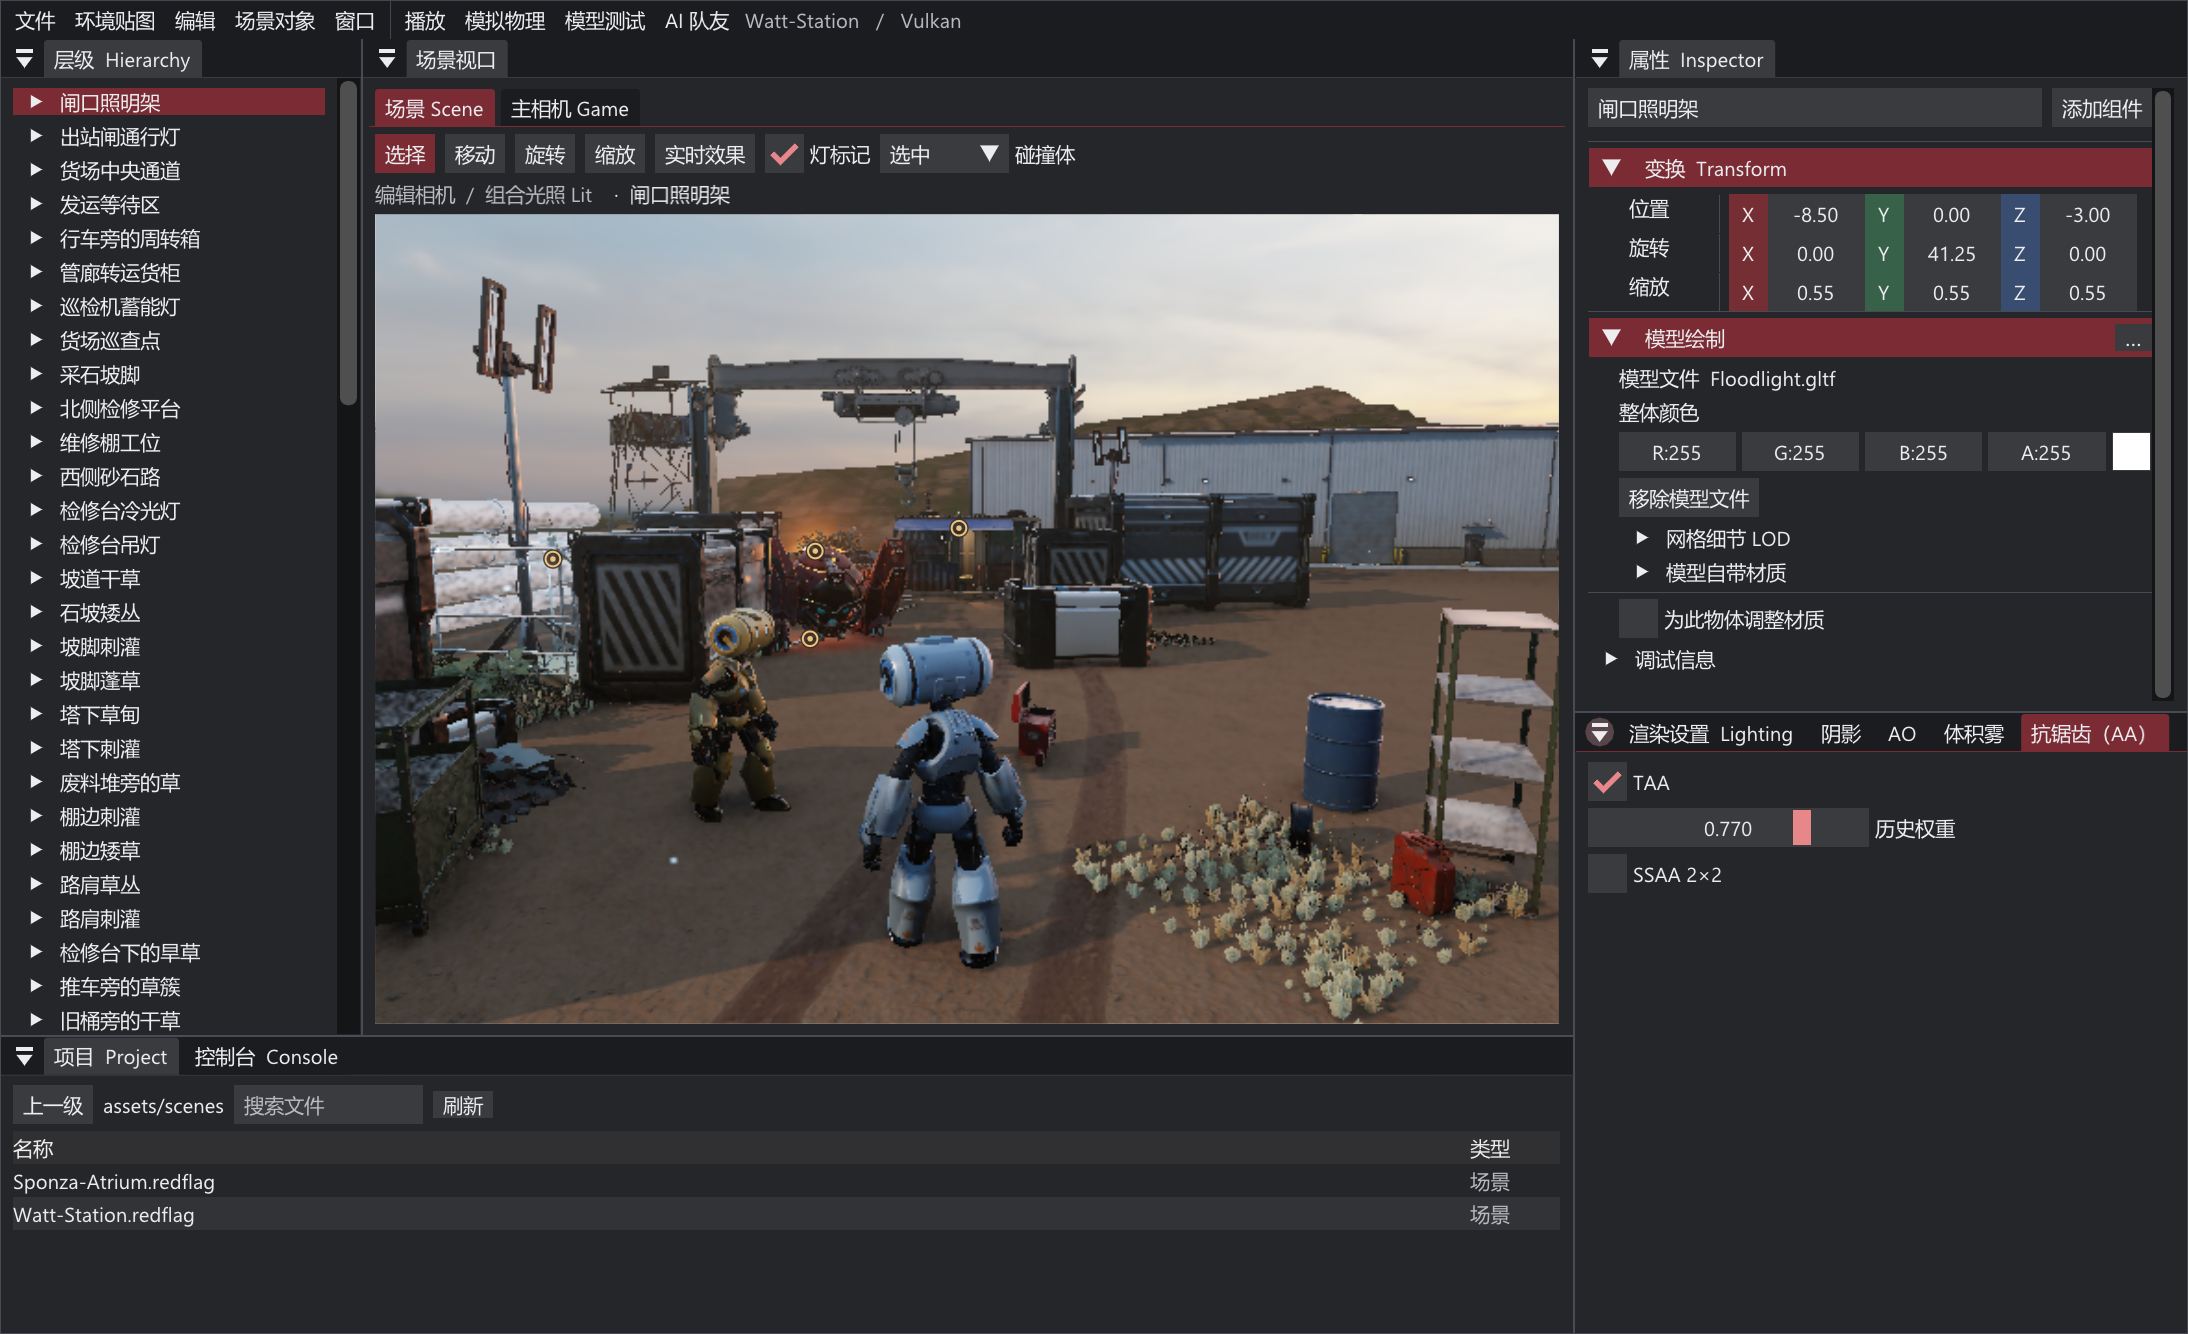 文件 环境贴图 编辑 场景对象 窗口 播放 模拟物理 模型测试 AI 队友 Watt-Station / Vulkan
层级 Hierarchy
闸口照明架
出站闸通行灯
货场中央通道
发运等待区
行车旁的周转箱
管廊转运货柜
巡检机蓄能灯
货场巡查点
采石坡脚
北侧检修平台
维修棚工位
西侧砂石路
检修台冷光灯
检修台吊灯
坡道干草
石坡矮丛
坡脚刺灌
坡脚蓬草
塔下草甸
塔下刺灌
废料堆旁的草
棚边刺灌
棚边矮草
路肩草丛
路肩刺灌
检修台下的旱草
推车旁的草簇
旧桶旁的干草
场景视口
场景 Scene 主相机 Game
选择 移动 旋转 缩放 实时效果 灯标记 选中 碰撞体
编辑相机 / 组合光照 Lit · 闸口照明架
属性 Inspector
闸口照明架 添加组件
变换 Transform
位置 X -8.50 Y 0.00 Z -3.00
旋转 X 0.00 Y 41.25 Z 0.00
缩放 X 0.55 Y 0.55 Z 0.55
模型绘制 ...
模型文件 Floodlight.gltf
整体颜色
R:255 G:255 B:255 A:255
移除模型文件
网格细节 LOD
模型自带材质
为此物体调整材质
调试信息
渲染设置 Lighting 阴影 AO 体积雾 抗锯齿（AA）
TAA
0.770 历史权重
SSAA 2×2
项目 Project 控制台 Console
上一级 assets/scenes 搜索文件 刷新
名称 类型
Sponza-Atrium.redflag 场景
Watt-Station.redflag 场景